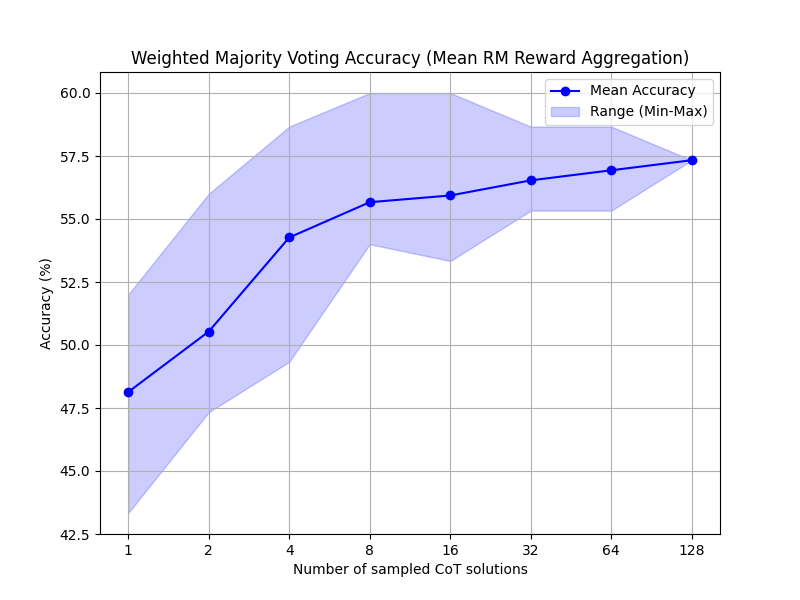 Weighted Majority Voting Accuracy (Mean RM Reward Aggregation)
Mean Accuracy
Range (Min-Max)
Accuracy (%)
60.0
57.5
55.0
52.5
50.0
47.5
45.0
42.5
1 2 4 8 16 32 64 128
Number of sampled CoT solutions